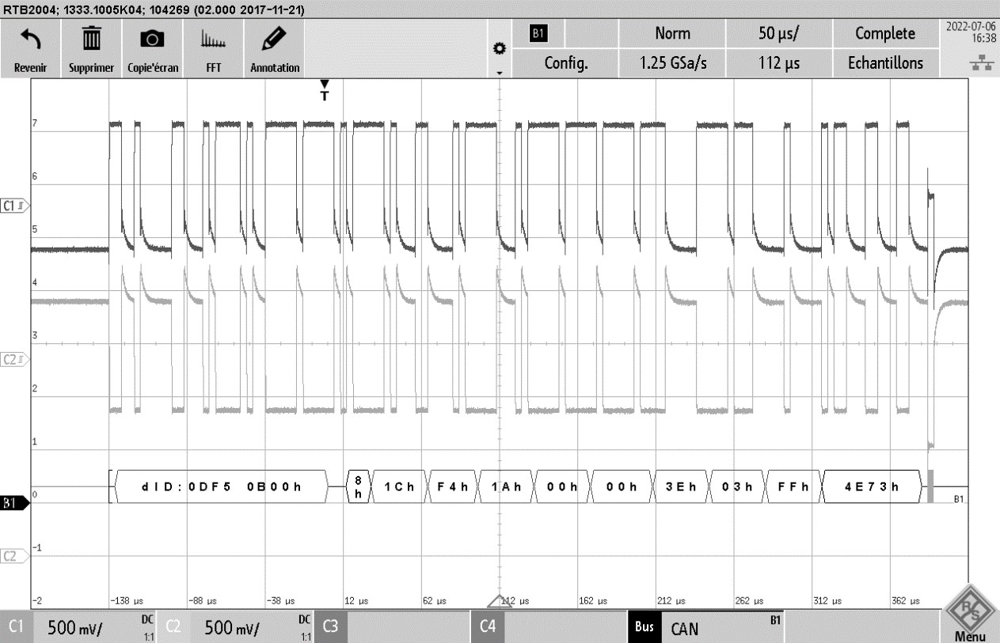 RTB2004; 1333.1005K04; 104269 (02.000 2017-11-21)
Revenir Supprimer Copie'écran FFT Annotation
B1 Norm 50 µs/ Complete
Config. 1.25 GSa/s 112 µs Echantillons
2022-07-06
16:38
T
7
6
C1
5
4
3
C2
2
1
dID:0DF5 0B00h 8h 1Ch F4h 1Ah 00h 00h 3Eh 03h FFh 4E73h
0
B1 B1
-1
C2
-2 -138 µs -88 µs -38 µs 12 µs 62 µs 112 µs 162 µs 212 µs 262 µs 312 µs 362 µs
C1 500 mV/ DC 1:1 C2 500 mV/ DC 1:1 C3 C4 Bus CAN B1
R&S
Menu